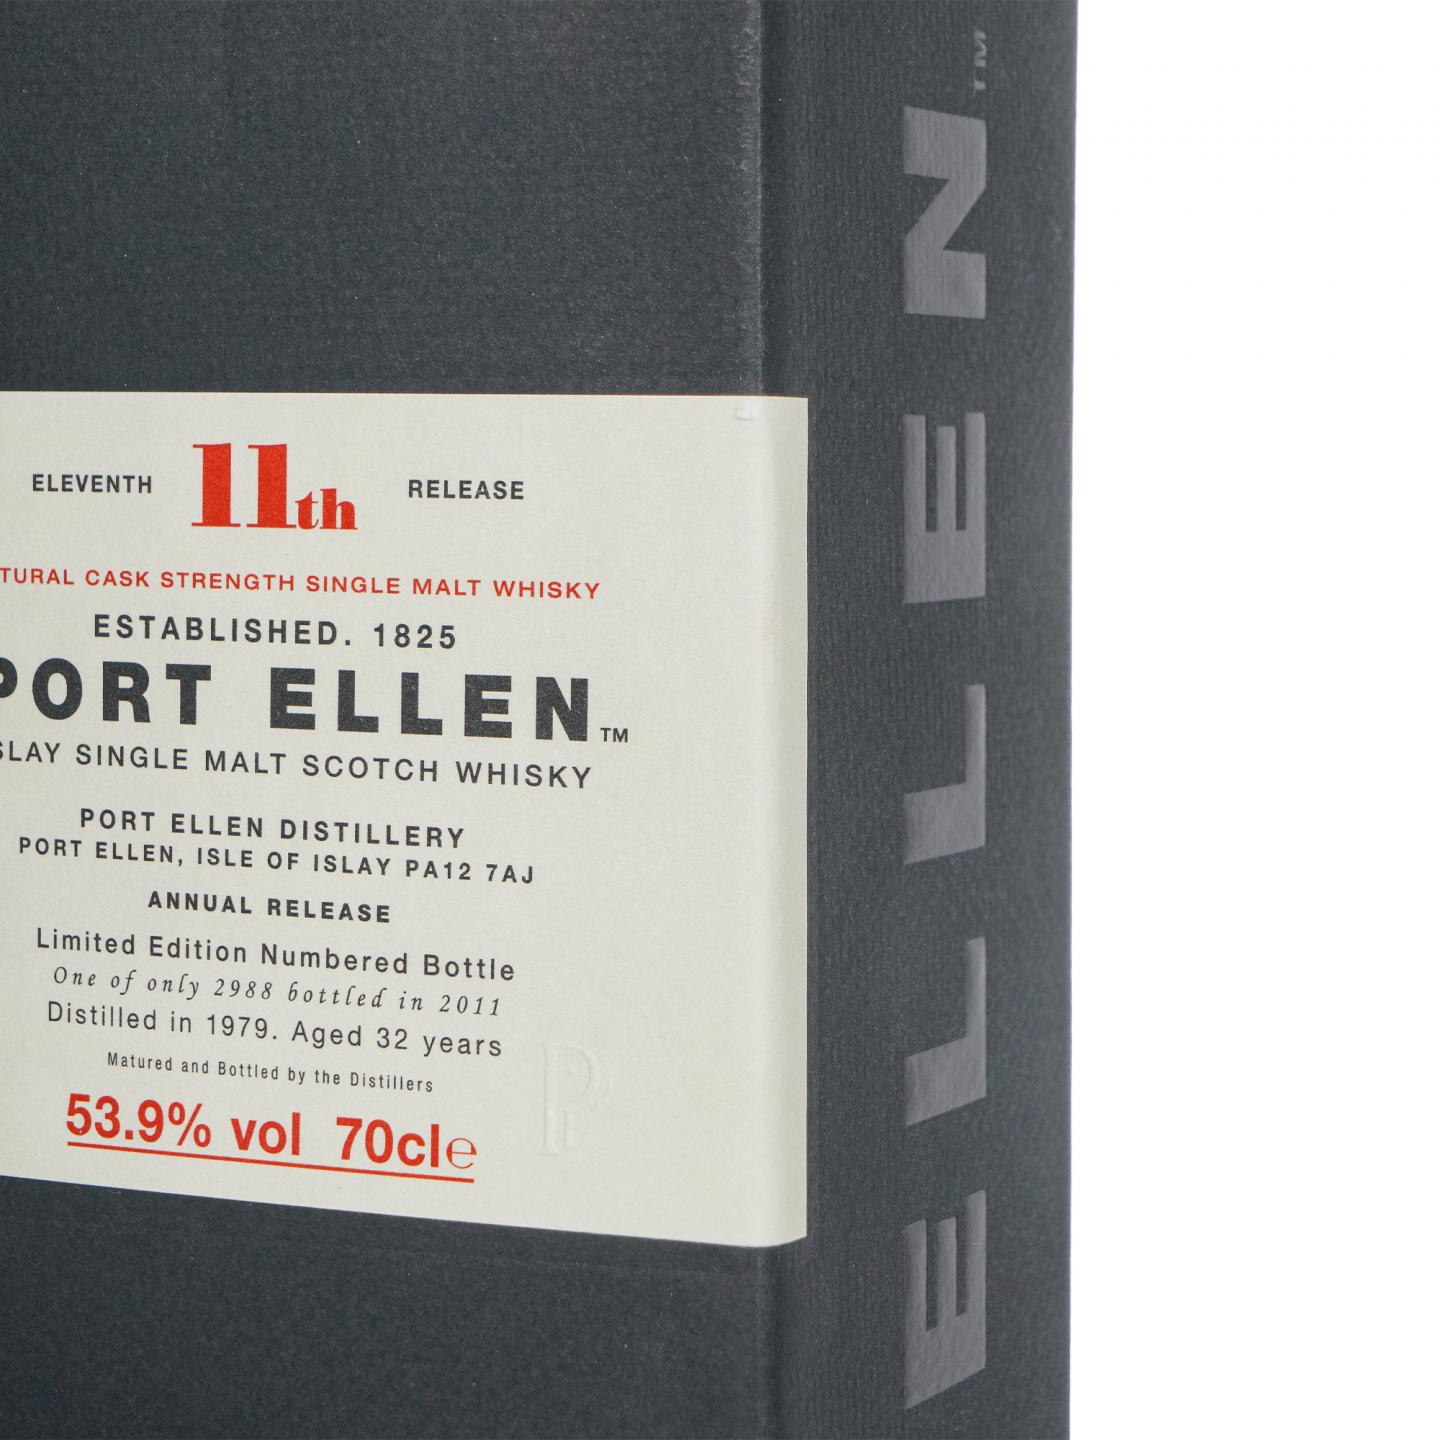 ELEVENTH 11th RELEASE
TURAL CASK STRENGTH SINGLE MALT WHISKY
ESTABLISHED. 1825
PORT ELLEN™
SLAY SINGLE MALT SCOTCH WHISKY
PORT ELLEN DISTILLERY
PORT ELLEN, ISLE OF ISLAY PA12 7AJ
ANNUAL RELEASE
Limited Edition Numbered Bottle
One of only 2988 bottled in 2011
Distilled in 1979. Aged 32 years
Matured and Bottled by the Distillers
53.9% vol 70cl℮
ELLEN™